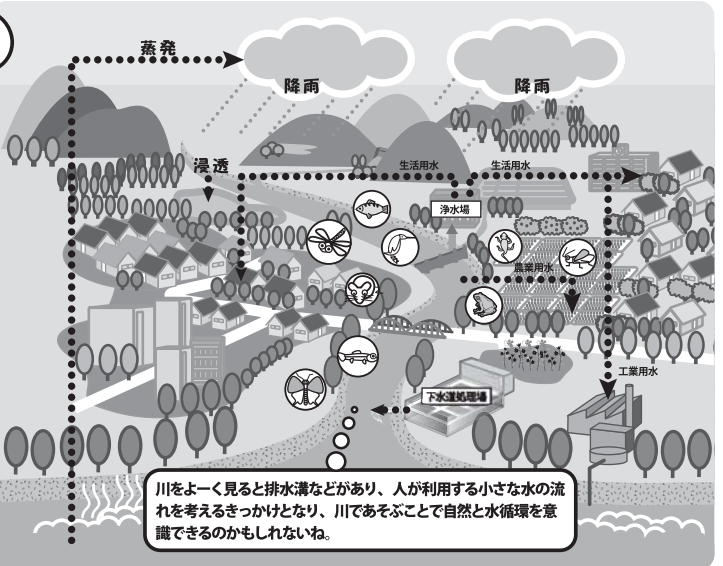 蒸発
降雨
降雨
浸透
生活用水
生活用水
浄水場
農業用水
工業用水
下水道処理場
川をよーく見ると排水溝などがあり、人が利用する小さな水の流
れを考えるきっかけとなり、川であそぶことで自然と水循環を意
識できるのかもしれないね。